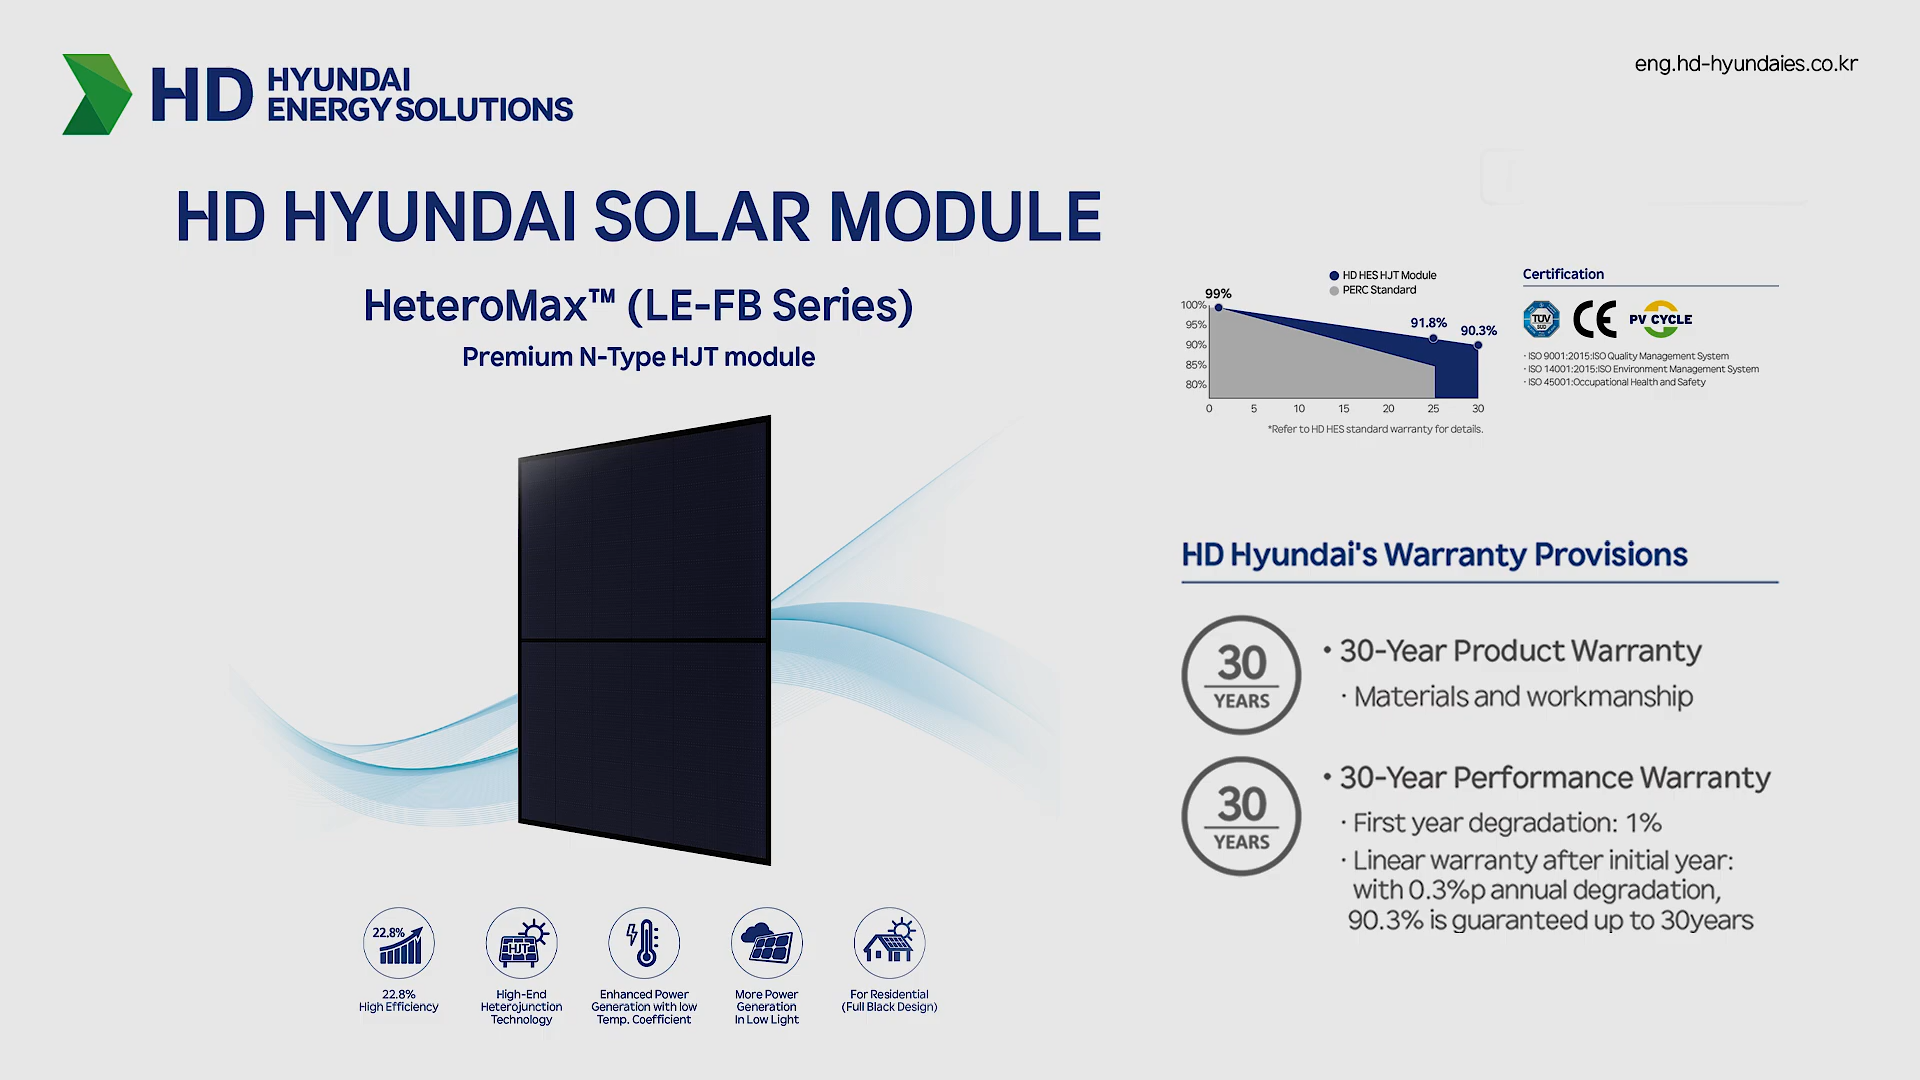 HD HYUNDAI
ENERGY SOLUTIONS
eng.hd-hyundaies.co.kr
HD HYUNDAI SOLAR MODULE
HeteroMax™ (LE-FB Series)
Premium N-Type HJT module
HD HES HJT Module
PERC Standard
99%
91.8%
90.3%
100%
95%
90%
85%
80%
0 5 10 15 20 25 30
*Refer to HD HES standard warranty for details.
Certification
TÜV
SÜD
CE
PV CYCLE
· ISO 9001:2015:ISO Quality Management System
· ISO 14001:2015:ISO Environment Management System
· ISO 45001:Occupational Health and Safety
HD Hyundai's Warranty Provisions
30
YEARS
• 30-Year Product Warranty
· Materials and workmanship
30
YEARS
• 30-Year Performance Warranty
· First year degradation: 1%
· Linear warranty after initial year:
with 0.3%p annual degradation,
90.3% is guaranteed up to 30years
22.8%
22.8%
High Efficiency
HJT
High-End
Heterojunction
Technology
Enhanced Power
Generation with low
Temp. Coefficient
More Power
Generation
In Low Light
For Residential
(Full Black Design)